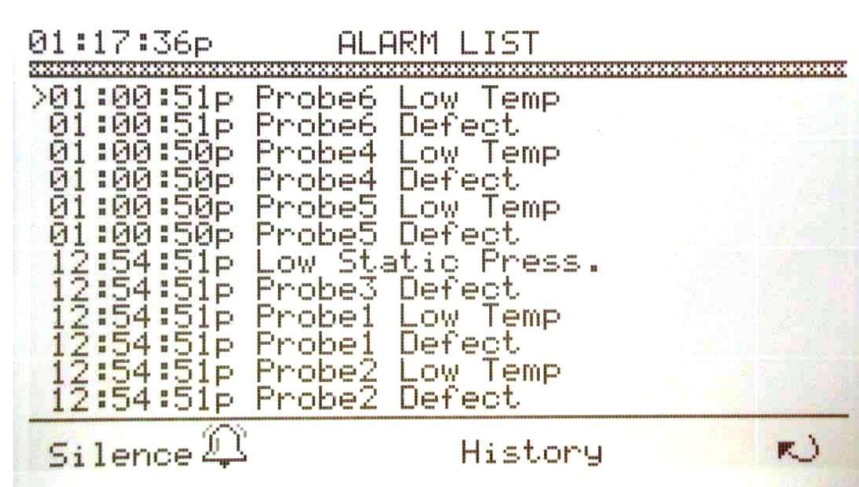 01:17:36p ALARM LIST
>01:00:51p Probe6 Low Temp
01:00:51p Probe6 Defect
01:00:50p Probe4 Low Temp
01:00:50p Probe4 Defect
01:00:50p Probe5 Low Temp
01:00:50p Probe5 Defect
12:54:51p Low Static Press.
12:54:51p Probe3 Defect
12:54:51p Probe1 Low Temp
12:54:51p Probe1 Defect
12:54:51p Probe2 Low Temp
12:54:51p Probe2 Defect
Silence History